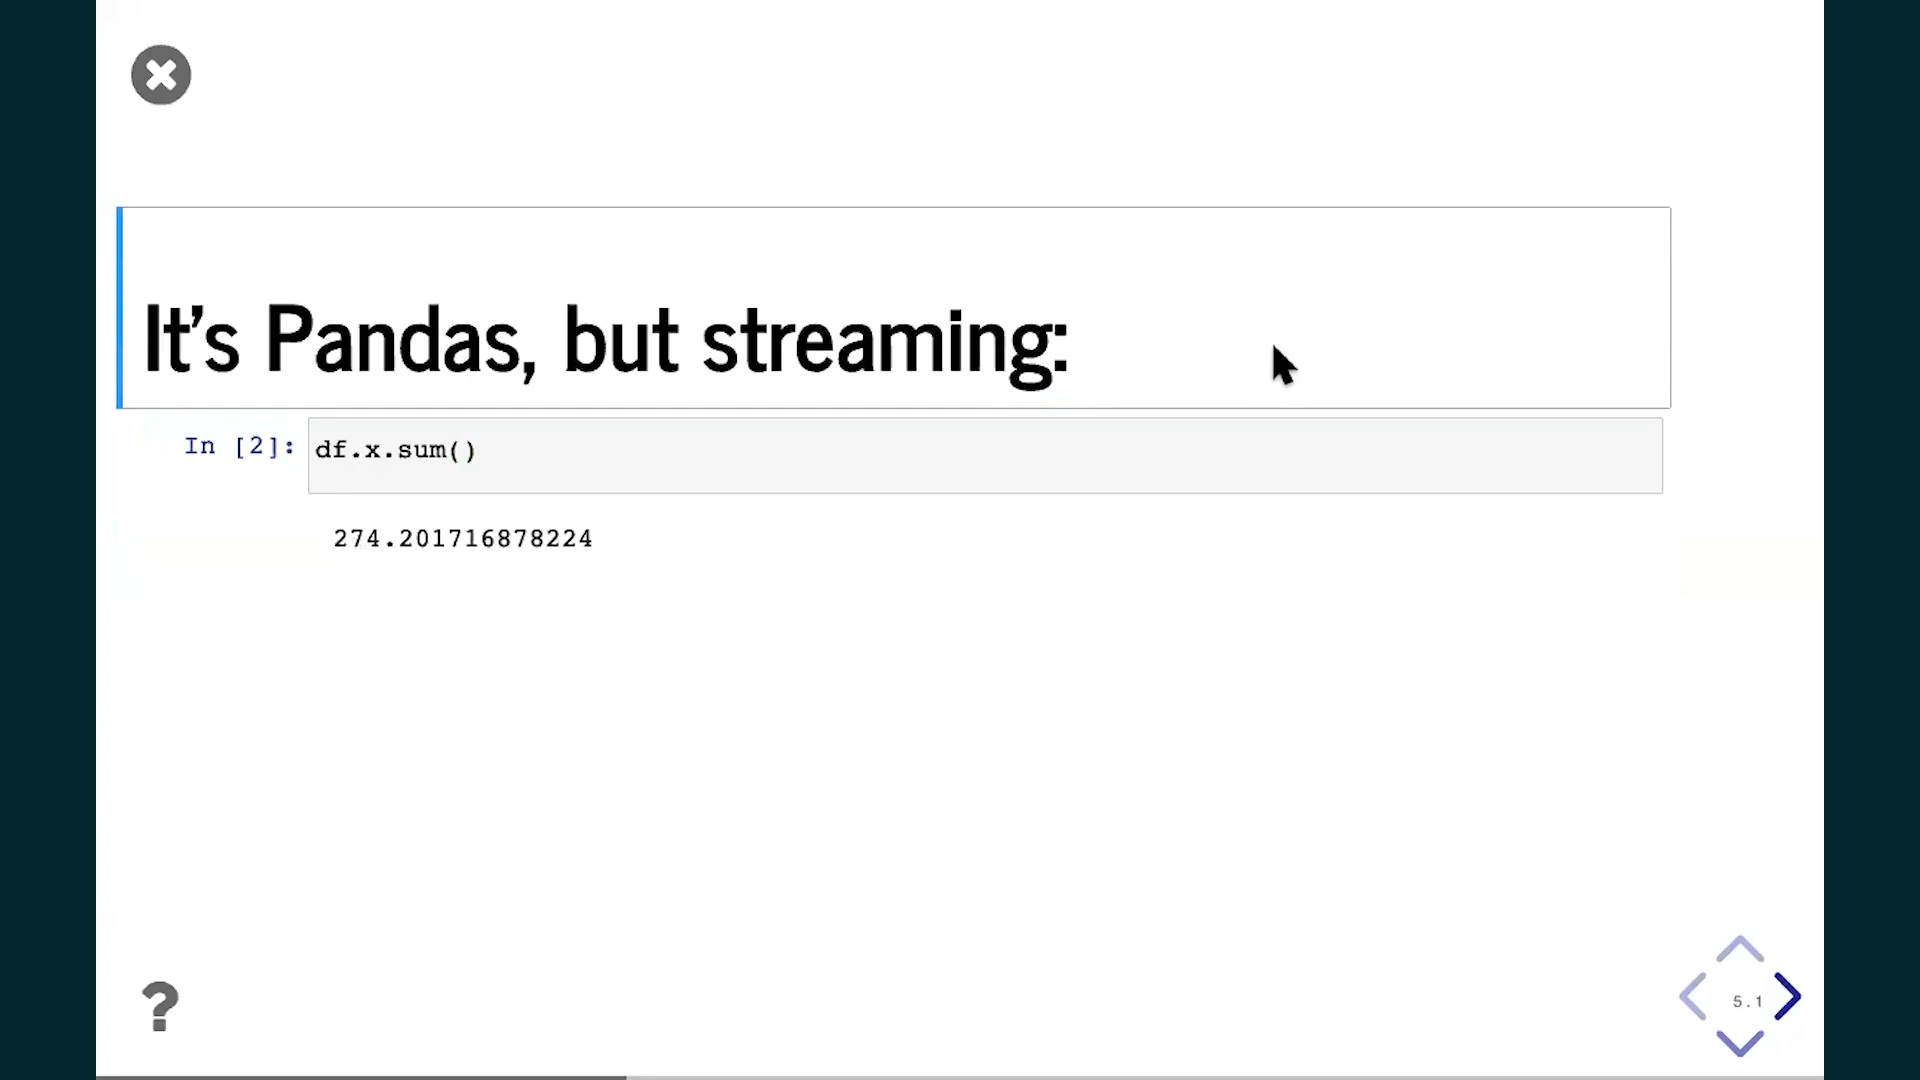 It’s Pandas, but streaming:
In [2]: df.x.sum()
274.201716878224
?
5.1